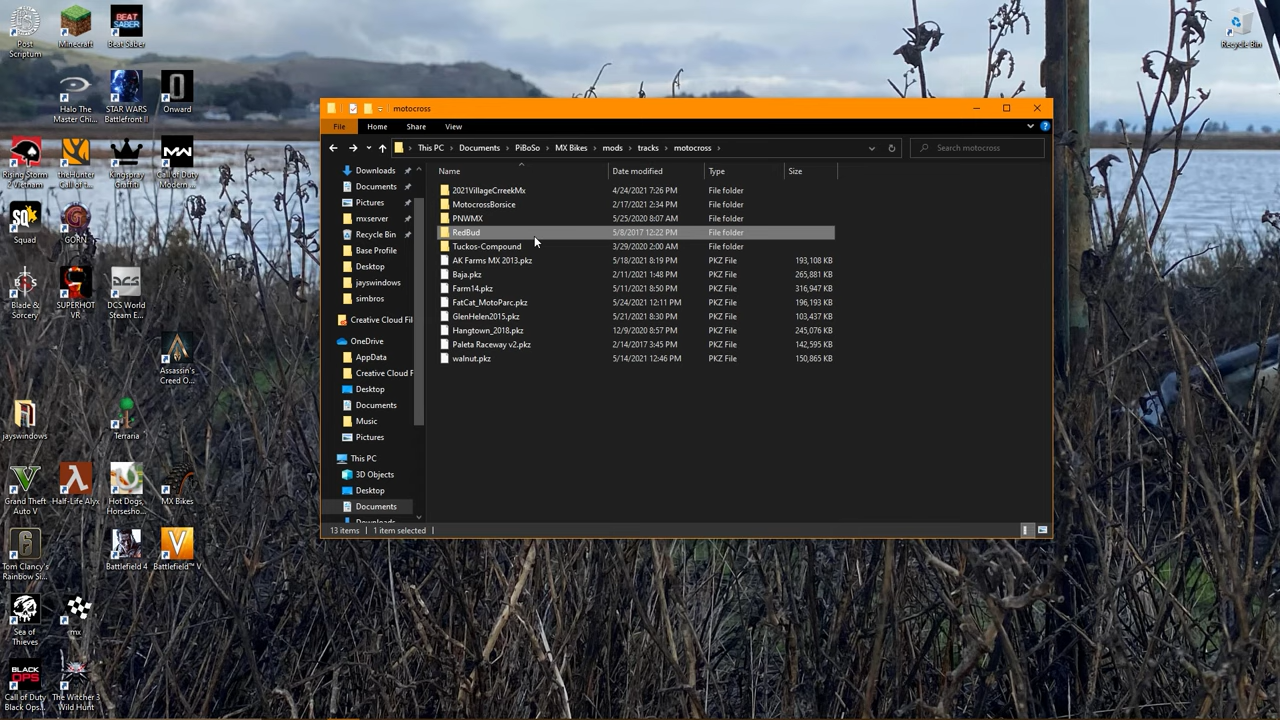 Post Scriptum
Minecraft
Beat Saber
BEAT SABER
Recycle Bin
Halo The Master Chi...
STAR WARS Battlefront II
Onward
Rising Storm 2 Vietnam
theHunter Call of t...
Kingspray Graffiti
Call of Duty Modern ...
SQ
Squad
GORN
Blade & Sorcery
SUPERHOT VR
DCS World Steam E...
DCS
Assassin's Creed O...
jayswindows
Terraria
Grand Theft Auto V
Half-Life Alyx
Hot Dogs, Horsesho...
MX Bikes
Tom Clancy's Rainbow Si...
Battlefield 4
Battlefield™ V
Sea of Thieves
mx
BLACK OPS
Call of Duty Black Ops...
The Witcher 3 Wild Hunt
motocross
File Home Share View
This PC > Documents > PiBoSo > MX Bikes > mods > tracks > motocross >
Search motocross
Name Date modified Type Size
Downloads
Documents
Pictures
mxserver
Recycle Bin
Base Profile
Desktop
jayswindows
simbros
Creative Cloud Fil
OneDrive
AppData
Creative Cloud F
Desktop
Documents
Music
Pictures
This PC
3D Objects
Desktop
Documents
Downloads
2021VillageCrreekMx 4/24/2021 7:26 PM File folder
MotocrossBorsice 2/17/2021 2:34 PM File folder
PNWMX 5/25/2020 8:07 AM File folder
RedBud 5/8/2017 12:22 PM File folder
Tuckos-Compound 3/29/2020 2:00 AM File folder
AK Farms MX 2013.pkz 5/18/2021 8:19 PM PKZ File 193,108 KB
Baja.pkz 2/11/2021 1:48 PM PKZ File 265,881 KB
Farm14.pkz 5/11/2021 8:50 PM PKZ File 316,947 KB
FatCat_MotoParc.pkz 5/24/2021 12:11 PM PKZ File 196,193 KB
GlenHelen2015.pkz 5/21/2021 8:30 PM PKZ File 103,437 KB
Hangtown_2018.pkz 12/9/2020 8:57 PM PKZ File 245,076 KB
Paleta Raceway v2.pkz 2/14/2017 3:45 PM PKZ File 142,595 KB
walnut.pkz 5/14/2021 12:46 PM PKZ File 150,865 KB
13 items 1 item selected